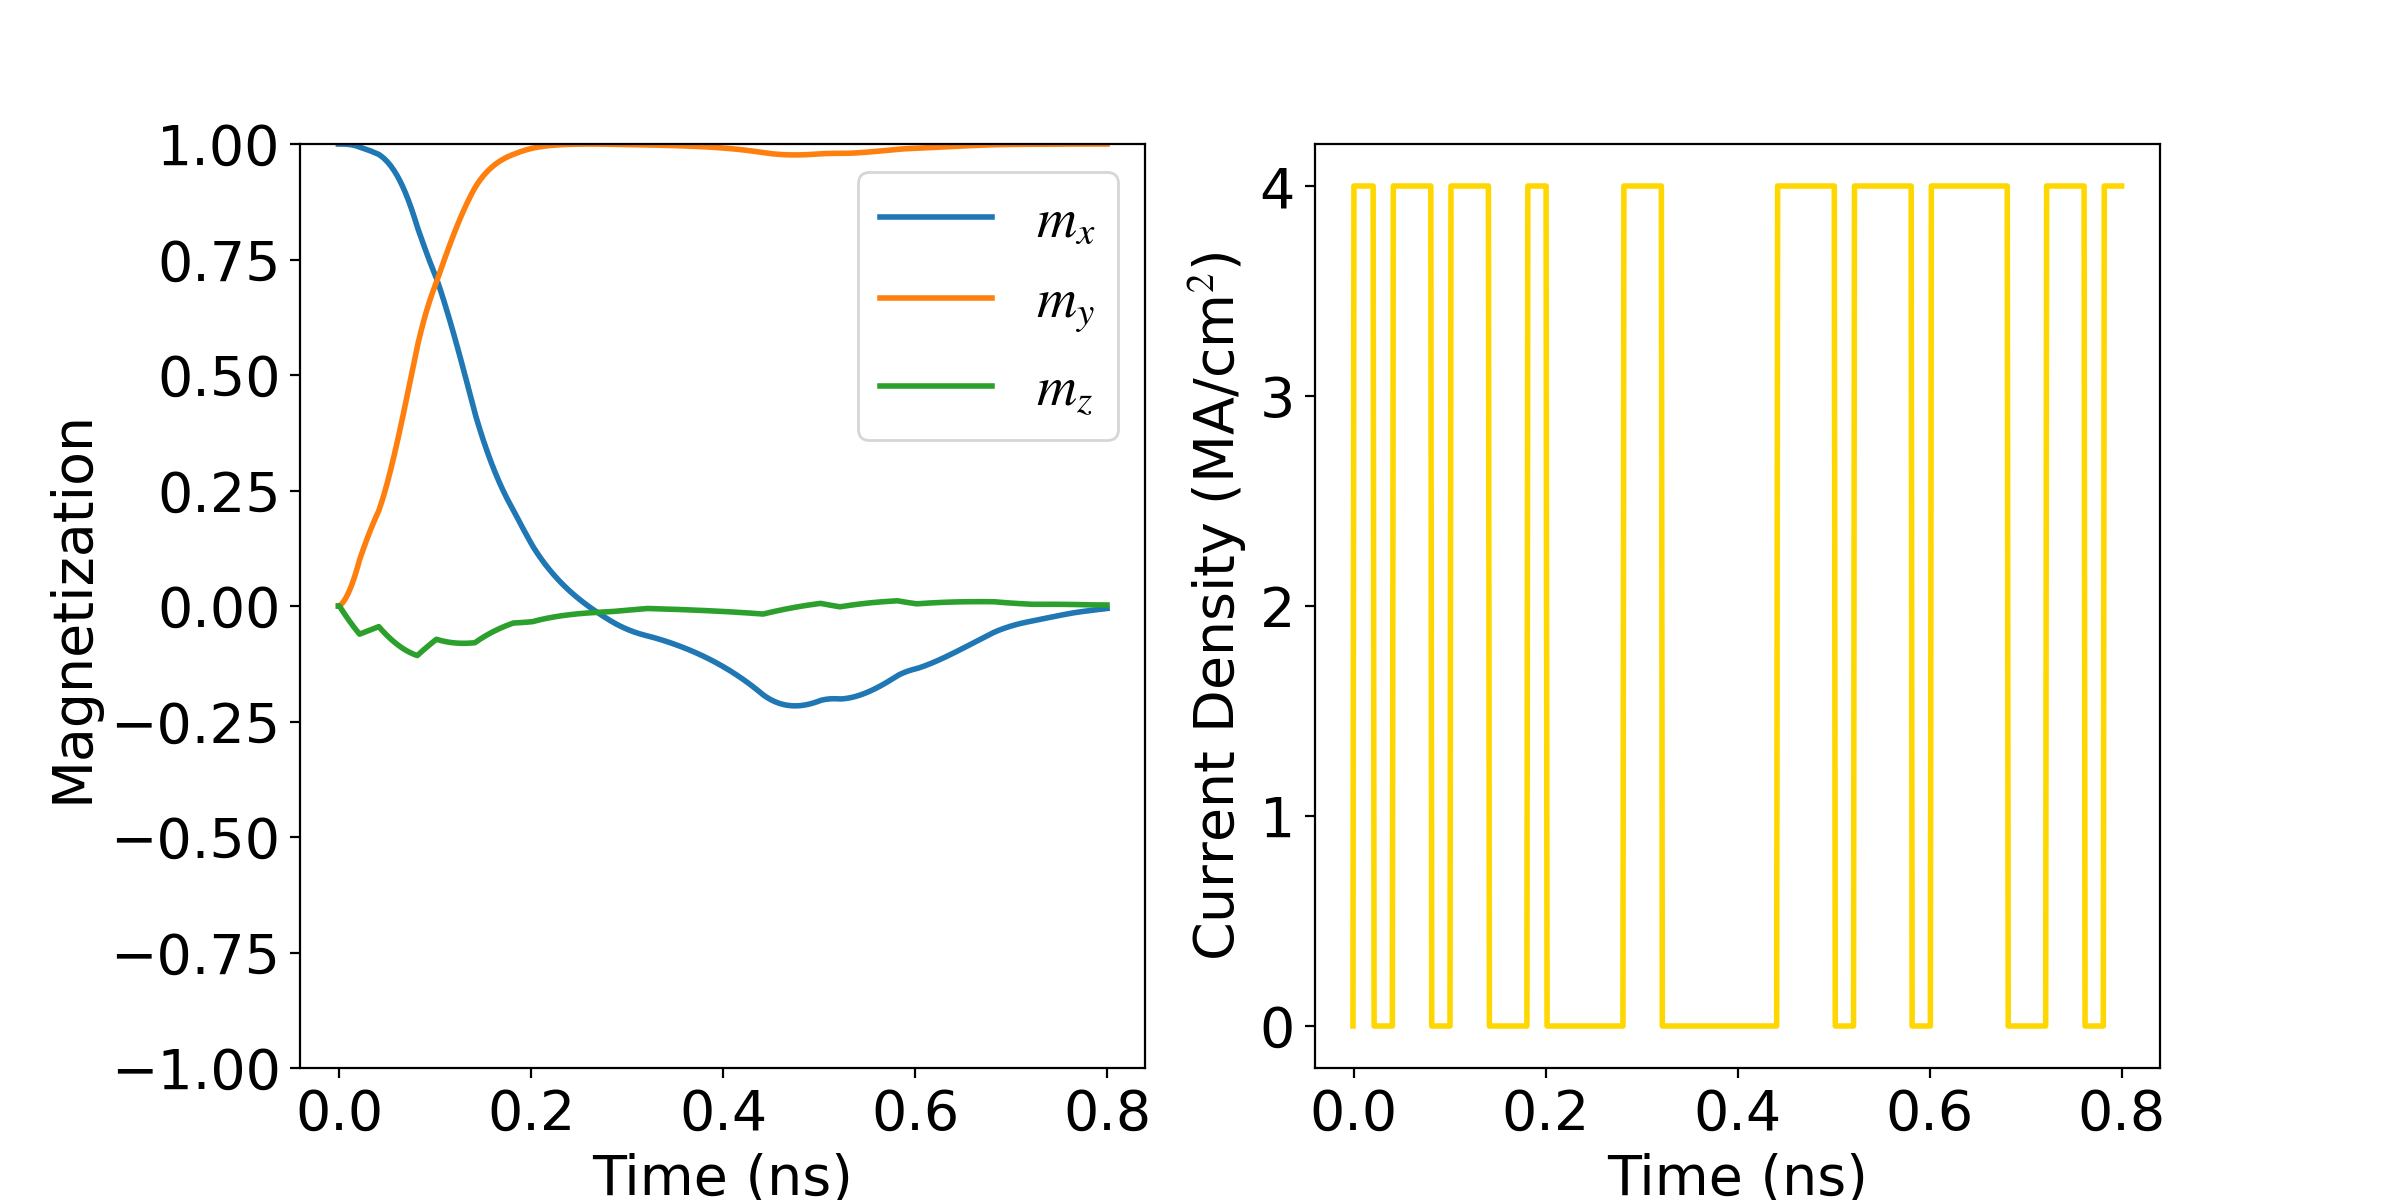 1.00
0.75
0.50
0.25
0.00
−0.25
−0.50
−0.75
−1.00
Magnetization
0.0 0.2 0.4 0.6 0.8
Time (ns)
m_x
m_y
m_z
4
3
2
1
0
Current Density (MA/cm²)
0.0 0.2 0.4 0.6 0.8
Time (ns)